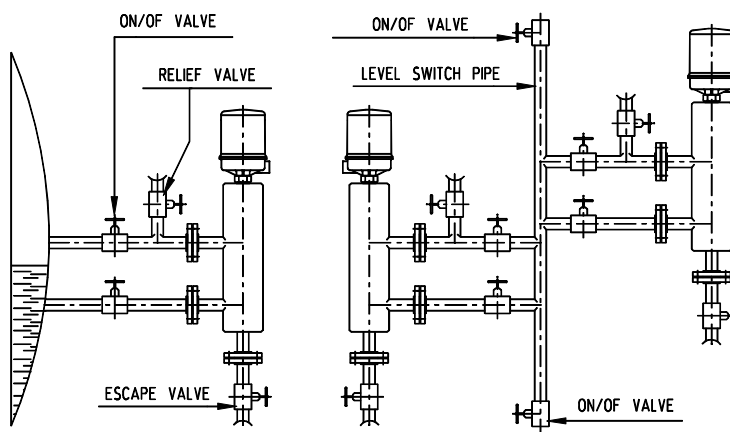 ON/OF VALVE
ON/OF VALVE
RELIEF VALVE
LEVEL SWITCH PIPE
ESCAPE VALVE
ON/OF VALVE